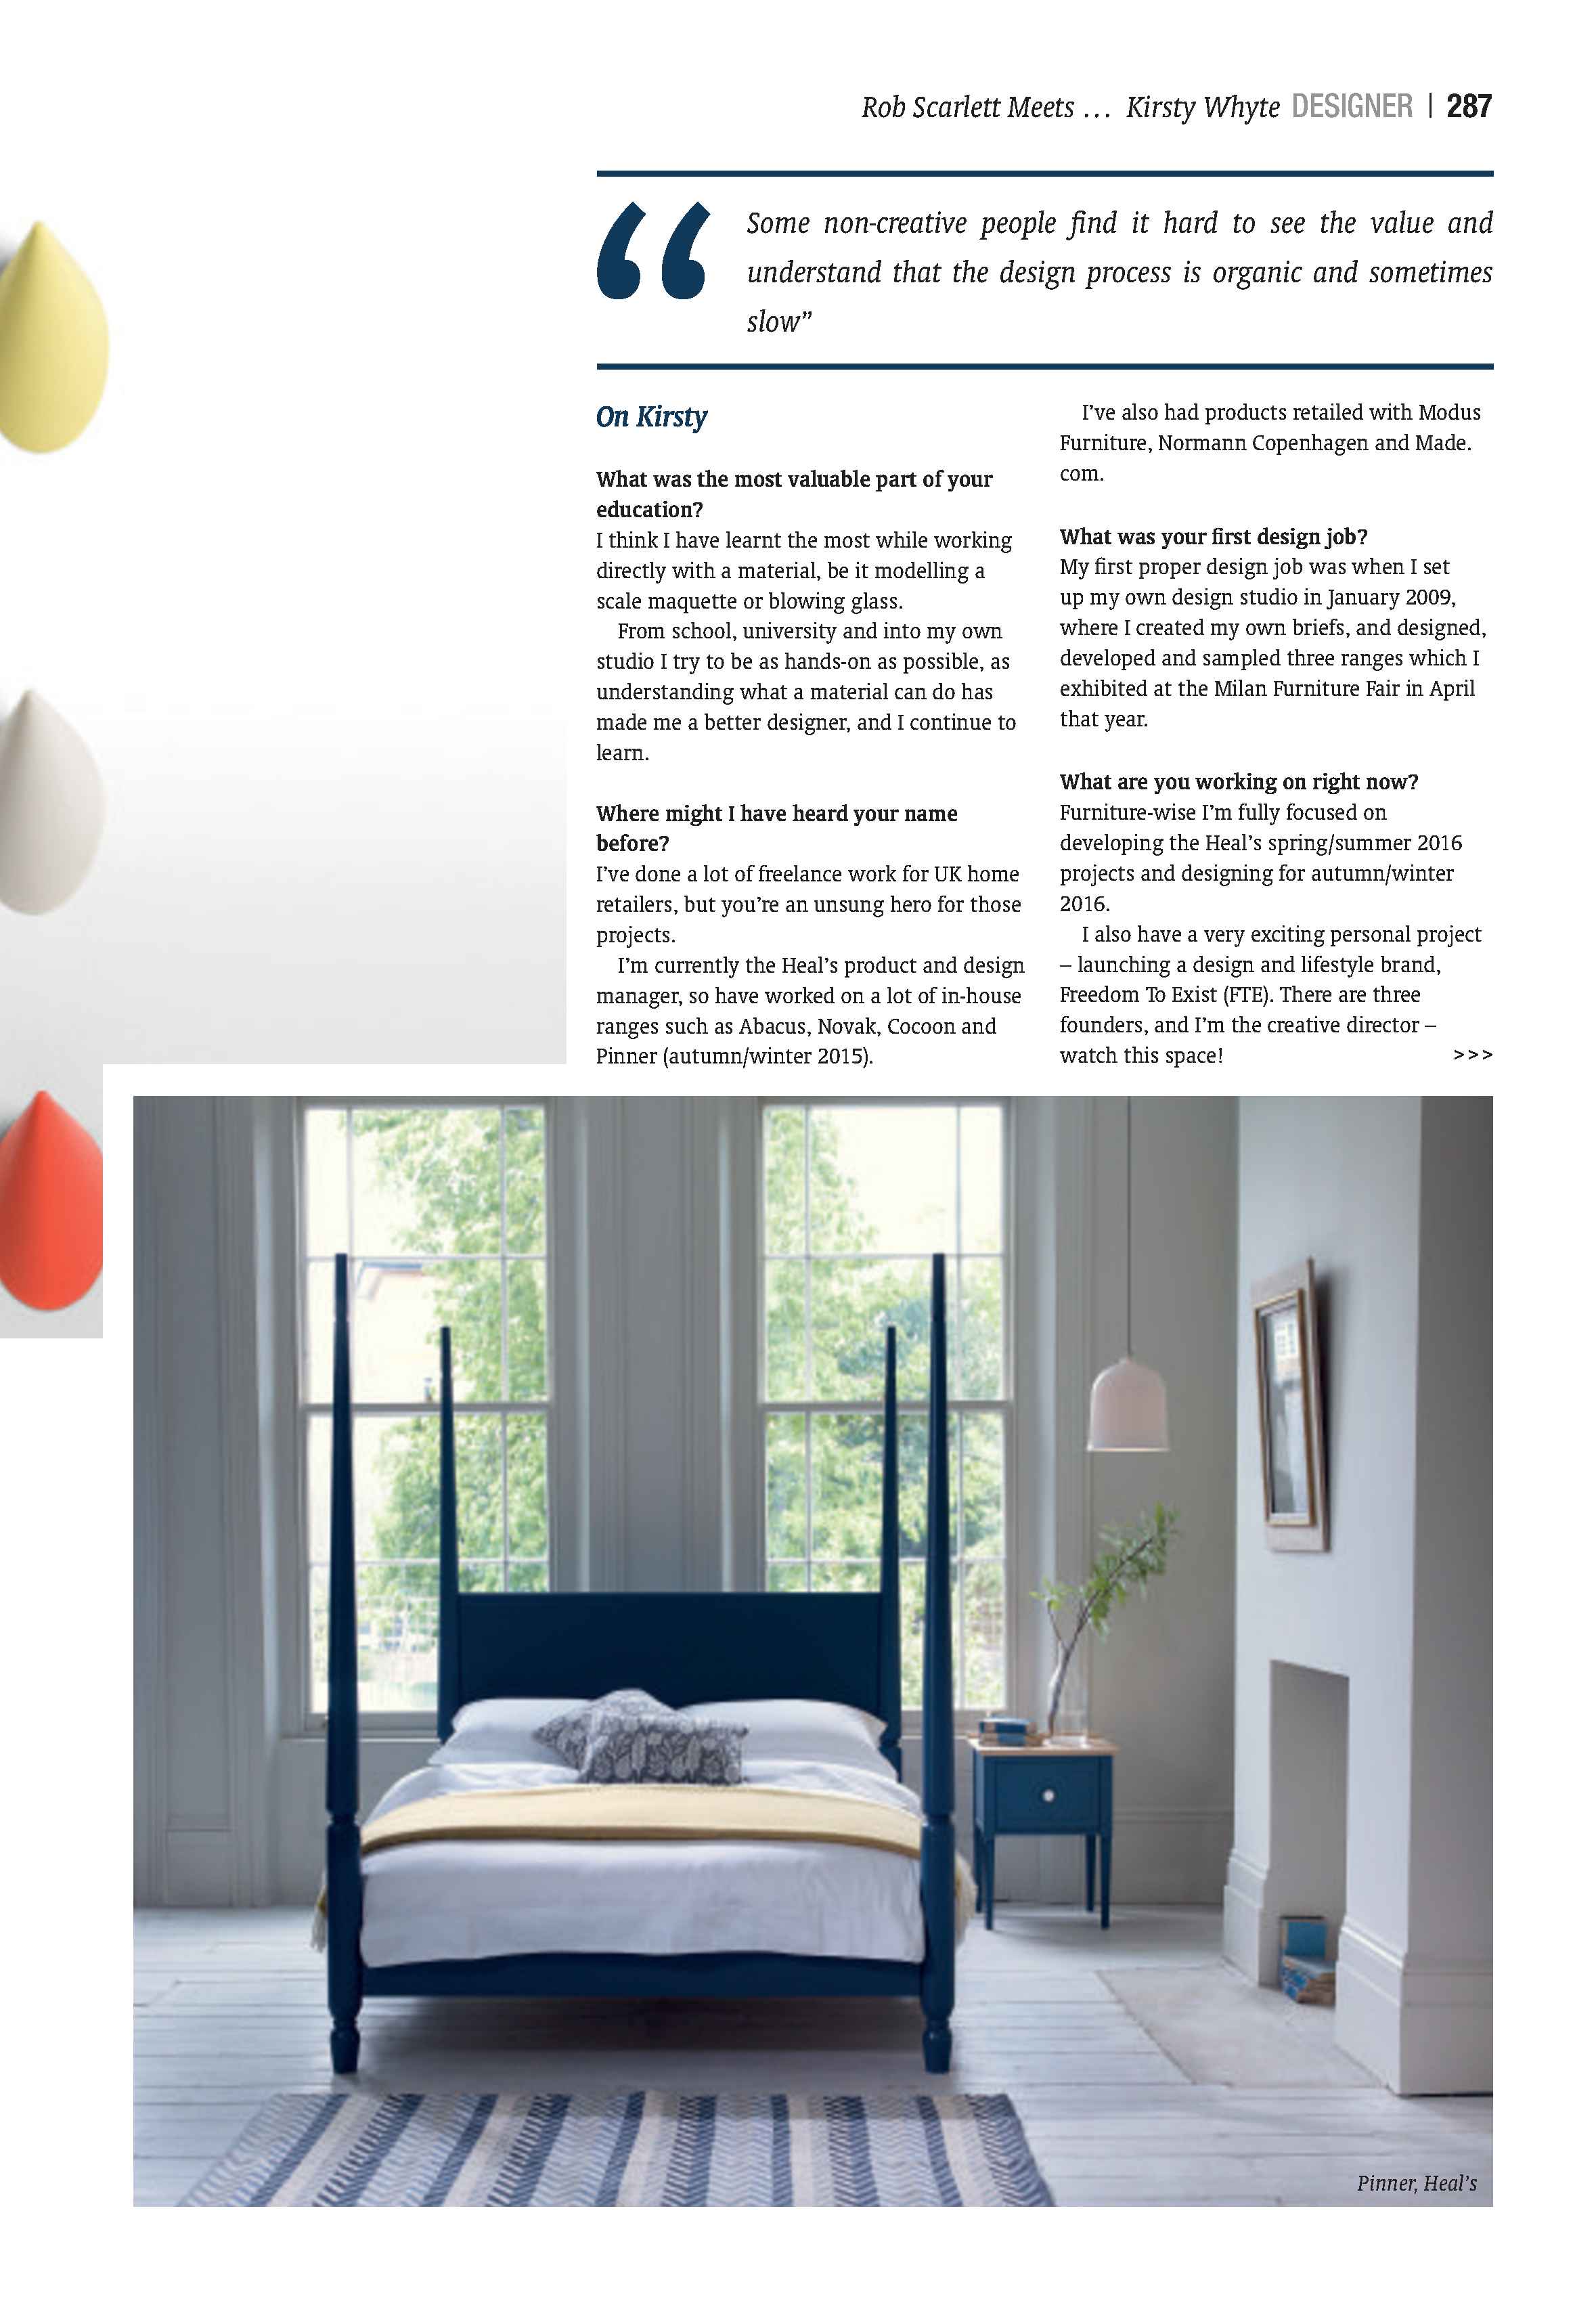 Rob Scarlett Meets ... Kirsty Whyte DESIGNER | 287
“
Some non-creative people find it hard to see the value and
understand that the design process is organic and sometimes
slow”
On Kirsty
What was the most valuable part of your
education?
I think I have learnt the most while working
directly with a material, be it modelling a
scale maquette or blowing glass.
From school, university and into my own
studio I try to be as hands-on as possible, as
understanding what a material can do has
made me a better designer, and I continue to
learn.
Where might I have heard your name
before?
I’ve done a lot of freelance work for UK home
retailers, but you’re an unsung hero for those
projects.
I’m currently the Heal’s product and design
manager, so have worked on a lot of in-house
ranges such as Abacus, Novak, Cocoon and
Pinner (autumn/winter 2015).
I’ve also had products retailed with Modus
Furniture, Normann Copenhagen and Made.
com.
What was your first design job?
My first proper design job was when I set
up my own design studio in January 2009,
where I created my own briefs, and designed,
developed and sampled three ranges which I
exhibited at the Milan Furniture Fair in April
that year.
What are you working on right now?
Furniture-wise I’m fully focused on
developing the Heal’s spring/summer 2016
projects and designing for autumn/winter
2016.
I also have a very exciting personal project
– launching a design and lifestyle brand,
Freedom To Exist (FTE). There are three
founders, and I’m the creative director –
watch this space! >>>
Pinner, Heal’s